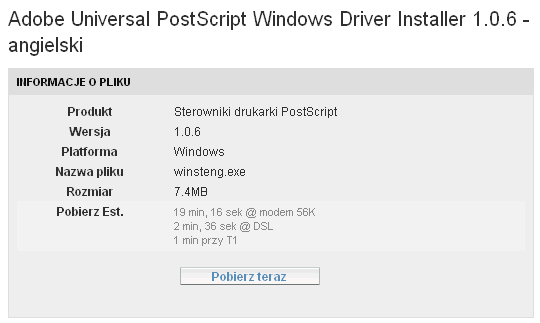 Adobe Universal PostScript Windows Driver Installer 1.0.6 -
angielski
INFORMACJE O PLIKU
Produkt Sterowniki drukarki PostScript
Wersja 1.0.6
Platforma Windows
Nazwa pliku winsteng.exe
Rozmiar 7.4MB
Pobierz Est. 19 min, 16 sek @ modem 56K
2 min, 36 sek @ DSL
1 min przy T1
Pobierz teraz